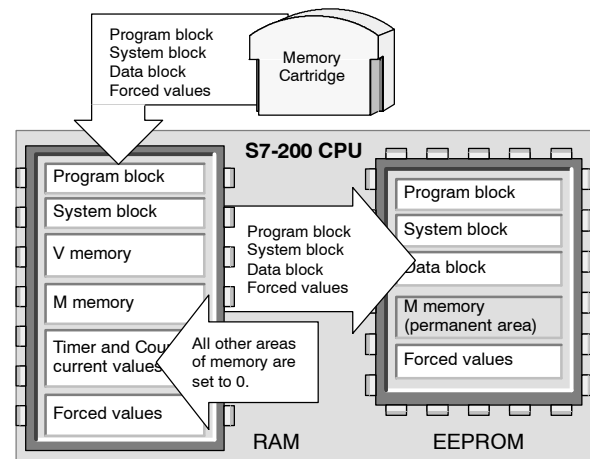 Program block
System block
Data block
Forced values
Memory
Cartridge
S7-200 CPU
Program block
System block
V memory
M memory
Timer and Cou
current values
Forced values
Program block
System block
Data block
Forced values
All other areas
of memory are
set to 0.
RAM
Program block
System block
Data block
M memory
(permanent area)
Forced values
EEPROM